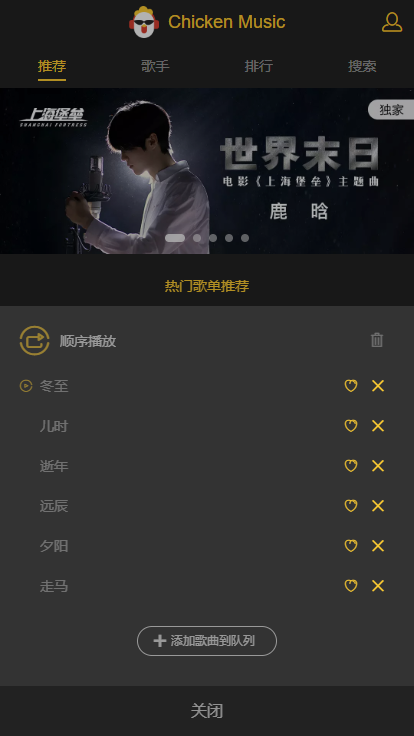 Chicken Music
推荐 歌手 排行 搜索
独家
上海堡垒
SHANGHAI FORTRESS
世界末日
电影《上海堡垒》主题曲
鹿 晗
热门歌单推荐
顺序播放
冬至
儿时
逝年
远辰
夕阳
走马
添加歌曲到队列
关闭